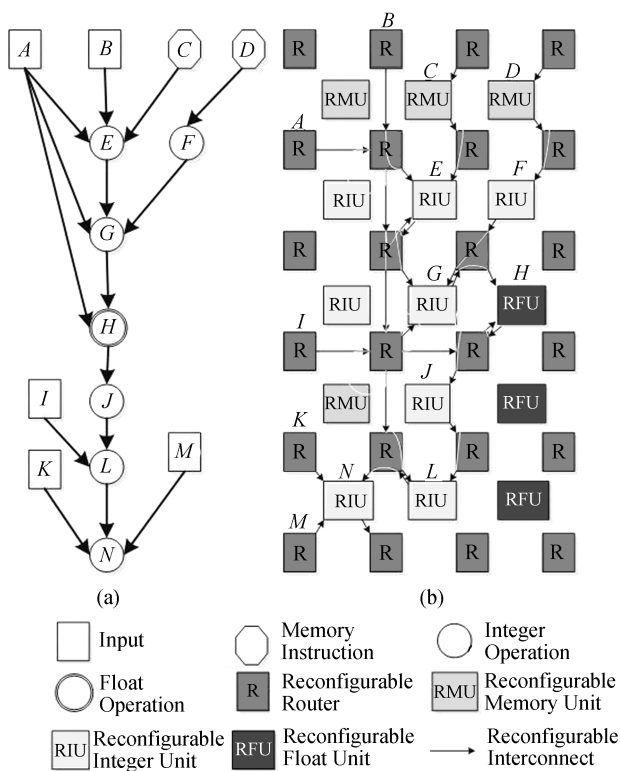 A B C D
E F
G
H
I J
K L M
N
(a)
B
R R R R
C D
RMU RMU RMU
A
R R R R
E F
RIU RIU RIU
R R R R
G H
RIU RIU RFU
I
R R R R
J
RMU RIU RFU
K
R R R R
N L
RIU RIU RFU
M
R R R R
(b)
Input
Memory
Instruction
Integer
Operation
Float
Operation
R
Reconfigurable
Router
RMU
Reconfigurable
Memory Unit
RIU
Reconfigurable
Integer Unit
RFU
Reconfigurable
Float Unit
Reconfigurable
Interconnect